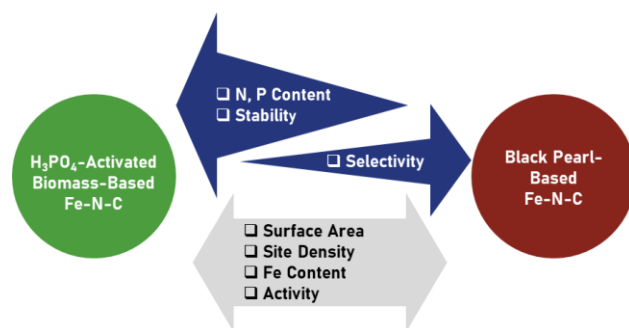 H₃PO₄-Activated
Biomass-Based
Fe-N-C
❑ N, P Content
❑ Stability
❑ Selectivity
❑ Surface Area
❑ Site Density
❑ Fe Content
❑ Activity
Black Pearl-
Based
Fe-N-C